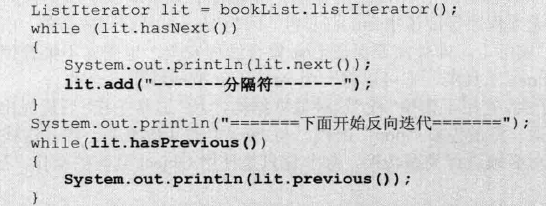 ListIterator lit = bookList.listIterator();
while (lit.hasNext())
{
System.out.println(lit.next());
lit.add("-------分隔符-------");
}
System.out.println("=======下面开始反向迭代=======");
while(lit.hasPrevious())
{
System.out.println(lit.previous());
}